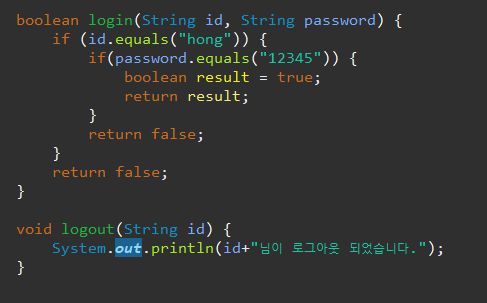 boolean login(String id, String password) {
    if (id.equals("hong")) {
        if(password.equals("12345")) {
            boolean result = true;
            return result;
        }
        return false;
    }
    return false;
}

void logout(String id) {
    System.out.println(id+"님이 로그아웃 되었습니다.");
}